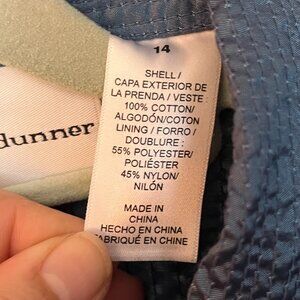 14
SHELL /
CAPA EXTERIOR DE
LA PRENDA / VESTE
100% COTTON/
ALGODÓN/COTON
LINING / FORRO /
DOUBLURE :
55% POLYESTER/
POLIÉSTER
45% NYLON/
NILÓN
MADE IN
CHINA
HECHO EN CHINA
FABRIQUÉ EN CHINE
dunner